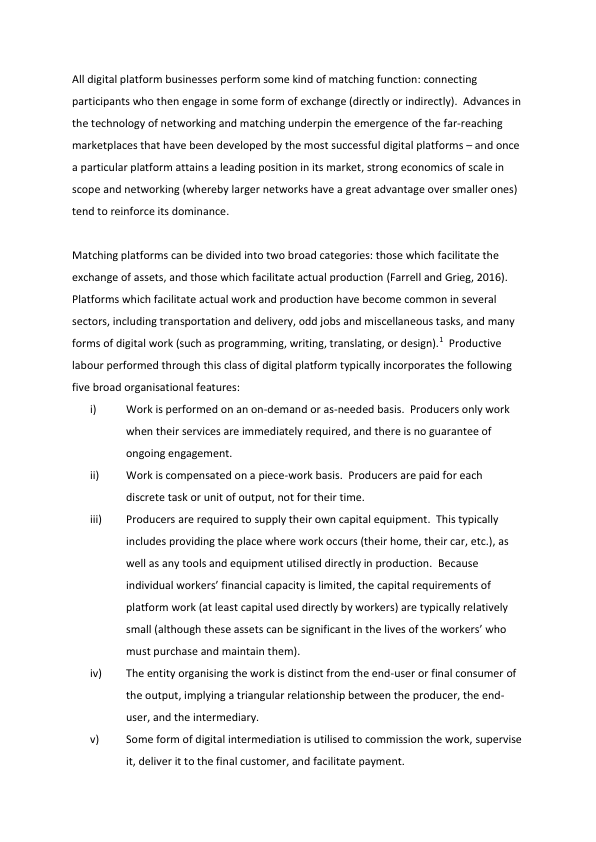 All digital platform businesses perform some kind of matching function: connecting
participants who then engage in some form of exchange (directly or indirectly).  Advances in
the technology of networking and matching underpin the emergence of the far-reaching
marketplaces that have been developed by the most successful digital platforms – and once
a particular platform attains a leading position in its market, strong economics of scale in
scope and networking (whereby larger networks have a great advantage over smaller ones)
tend to reinforce its dominance.
Matching platforms can be divided into two broad categories: those which facilitate the
exchange of assets, and those which facilitate actual production (Farrell and Grieg, 2016).
Platforms which facilitate actual work and production have become common in several
sectors, including transportation and delivery, odd jobs and miscellaneous tasks, and many
forms of digital work (such as programming, writing, translating, or design).1  Productive
labour performed through this class of digital platform typically incorporates the following
five broad organisational features:
i) Work is performed on an on-demand or as-needed basis.  Producers only work
when their services are immediately required, and there is no guarantee of
ongoing engagement.
ii) Work is compensated on a piece-work basis.  Producers are paid for each
discrete task or unit of output, not for their time.
iii) Producers are required to supply their own capital equipment.  This typically
includes providing the place where work occurs (their home, their car, etc.), as
well as any tools and equipment utilised directly in production.  Because
individual workers’ financial capacity is limited, the capital requirements of
platform work (at least capital used directly by workers) are typically relatively
small (although these assets can be significant in the lives of the workers’ who
must purchase and maintain them).
iv) The entity organising the work is distinct from the end-user or final consumer of
the output, implying a triangular relationship between the producer, the end-
user, and the intermediary.
v) Some form of digital intermediation is utilised to commission the work, supervise
it, deliver it to the final customer, and facilitate payment.